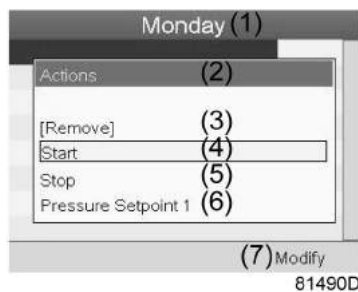 Monday (1)
Actions (2)
[Remove] (3)
Start (4)
Stop (5)
Pressure Setpoint 1 (6)
(7) Modify
81490D